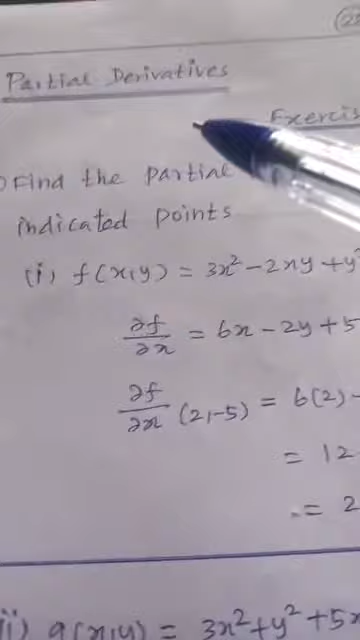 Partial Derivatives
Find the partial
indicated points
(i) f(x,y) = 3x² - 2xy + y²
∂f/∂x = 6x - 2y + 5
∂f/∂x (2,-5) = 6(2) -
= 12
= 2
ii) g(x,y) = 3x² + y² + 5x